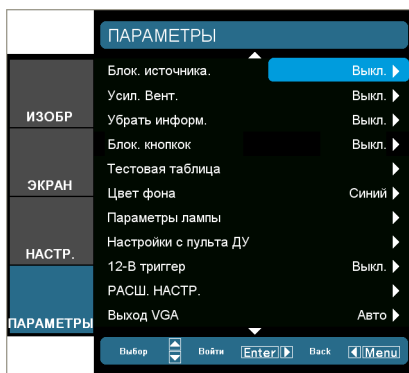 ПАРАМЕТРЫ
Блок. источника. Выкл.
Усил. Вент. Выкл.
Убрать информ. Выкл.
Блок. кнопкок Выкл.
Тестовая таблица
Цвет фона Синий
Параметры лампы
Настройки с пульта ДУ
12-В триггер Выкл.
РАСШ. НАСТР.
Выход VGA Авто
ИЗОБР
ЭКРАН
НАСТР.
ПАРАМЕТРЫ
Выбор Войти Enter Back Menu